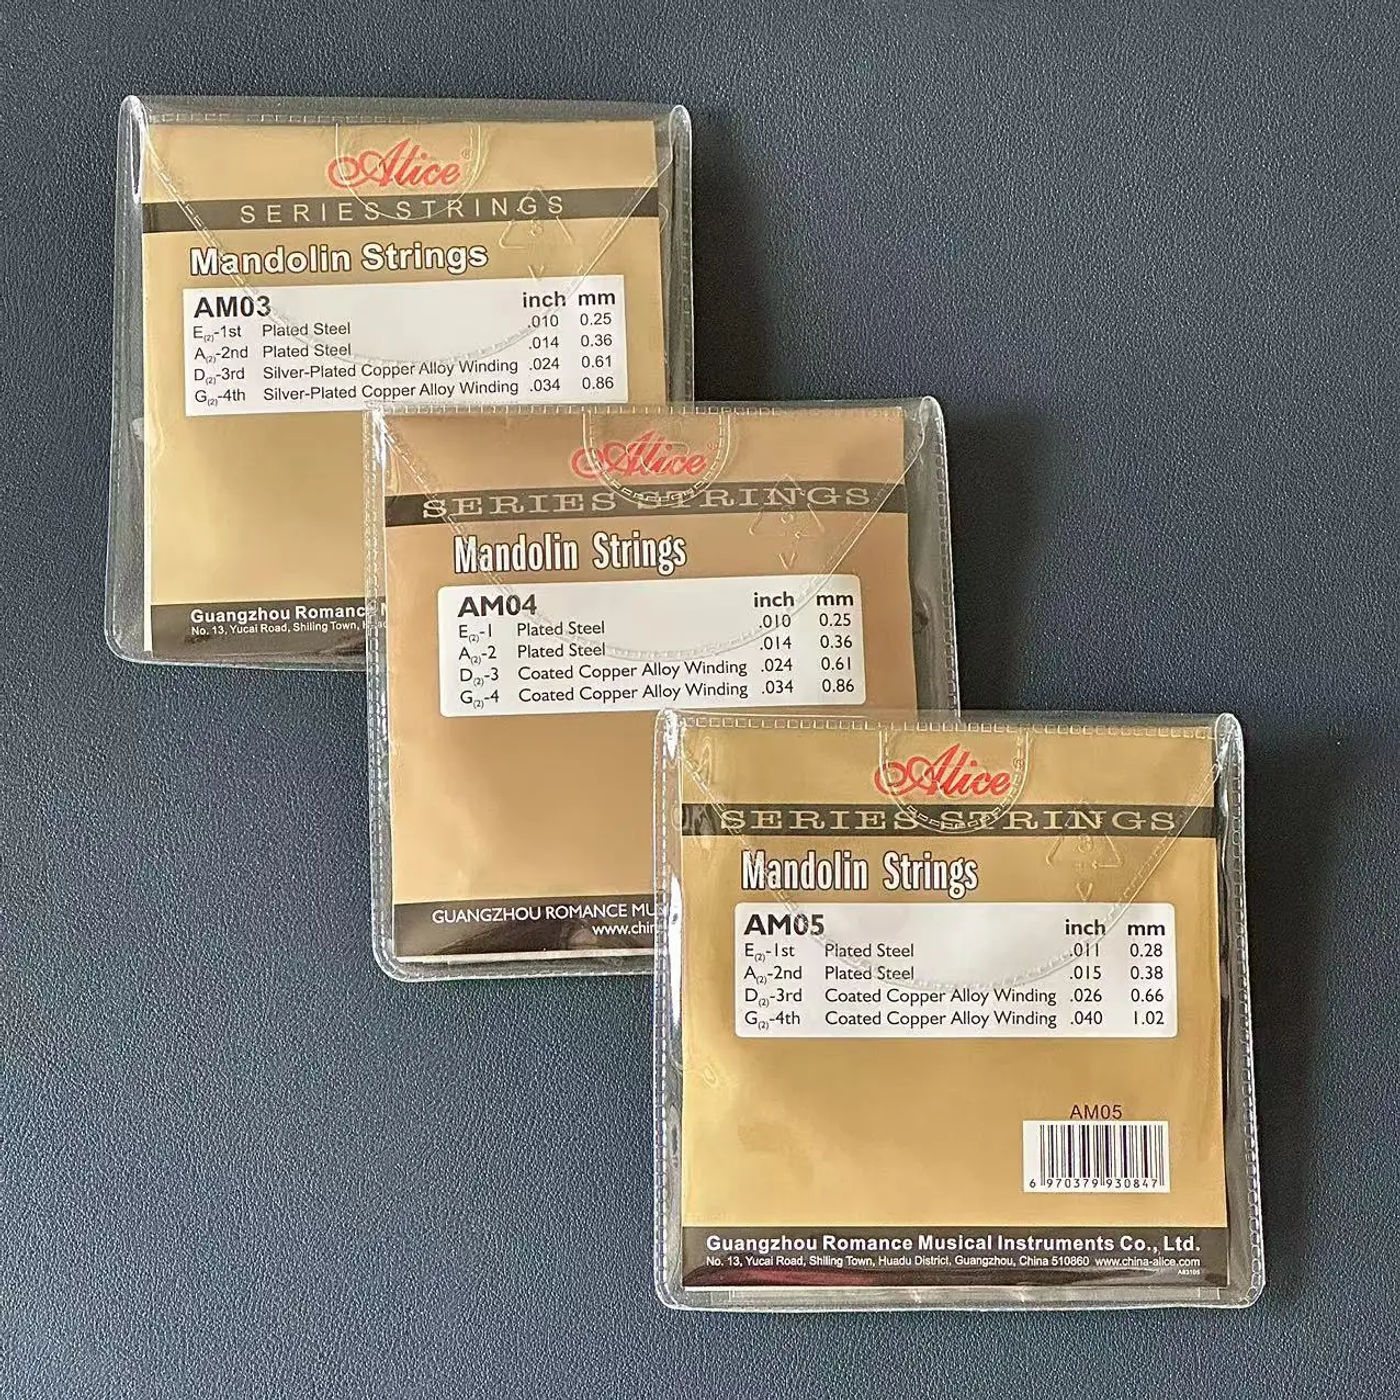 Alice®
SERIES STRINGS
Mandolin Strings
AM03 inch mm
E(2)-1st Plated Steel .010 0.25
A(2)-2nd Plated Steel .014 0.36
D(2)-3rd Silver-Plated Copper Alloy Winding .024 0.61
G(2)-4th Silver-Plated Copper Alloy Winding .034 0.86
Guangzhou Romance M
No. 13, Yucai Road, Shiling Town,
Alice
SERIES STRINGS
Mandolin Strings
AM04 inch mm
E(2)-1 Plated Steel .010 0.25
A(2)-2 Plated Steel .014 0.36
D(2)-3 Coated Copper Alloy Winding .024 0.61
G(2)-4 Coated Copper Alloy Winding .034 0.86
GUANGZHOU ROMANCE MU
www.chin
Alice®
SERIES STRINGS
Mandolin Strings
AM05 inch mm
E(2)-1st Plated Steel .011 0.28
A(2)-2nd Plated Steel .015 0.38
D(2)-3rd Coated Copper Alloy Winding .026 0.66
G(2)-4th Coated Copper Alloy Winding .040 1.02
AM05
6 970379 930847
Guangzhou Romance Musical Instruments Co., Ltd.
No. 13, Yucai Road, Shiling Town, Huadu District, Guangzhou, China 510860 www.china-alice.com